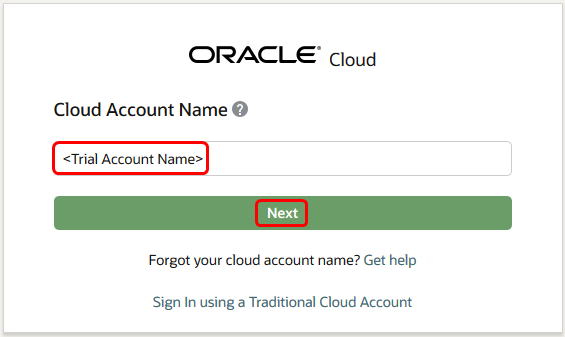 ORACLE® Cloud
Cloud Account Name ?
<Trial Account Name>
Next
Forgot your cloud account name? Get help
Sign In using a Traditional Cloud Account